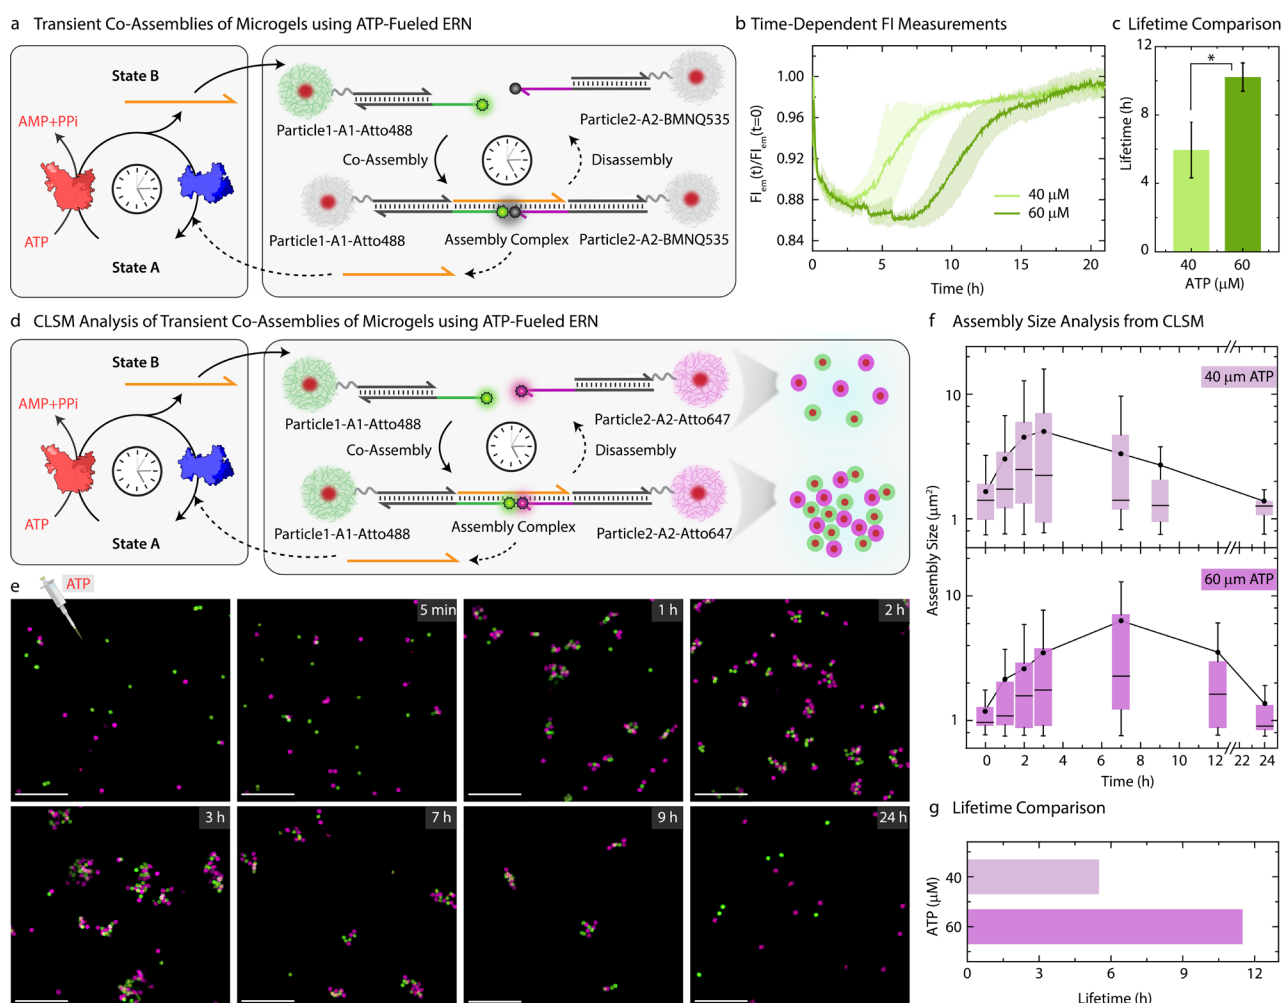 a Transient Co-Assemblies of Microgels using ATP-Fueled ERN
State B
AMP+PPi
ATP
State A
Particle1-A1-Atto488
Particle2-A2-BMNQ535
Co-Assembly
Disassembly
Particle1-A1-Atto488
Assembly Complex
Particle2-A2-BMNQ535
b Time-Dependent FI Measurements
FIem(t)/FIem(t=0)
1.00
0.96
0.92
0.88
0.84
40 μM
60 μM
0 5 10 15 20
Time (h)
c Lifetime Comparison
Lifetime (h)
12
8
4
0
*
40 60
ATP (μM)
d CLSM Analysis of Transient Co-Assemblies of Microgels using ATP-Fueled ERN
State B
AMP+PPi
ATP
State A
Particle1-A1-Atto488
Particle2-A2-Atto647
Co-Assembly
Disassembly
Particle1-A1-Atto488
Assembly Complex
Particle2-A2-Atto647
e
ATP
5 min
1 h
2 h
3 h
7 h
9 h
24 h
f Assembly Size Analysis from CLSM
Assembly Size (μm²)
40 μm ATP
10
1
60 μm ATP
10
1
0 2 4 6 8 10 12 22 24
Time (h)
g Lifetime Comparison
ATP (μM)
40
60
0 3 6 9 12
Lifetime (h)